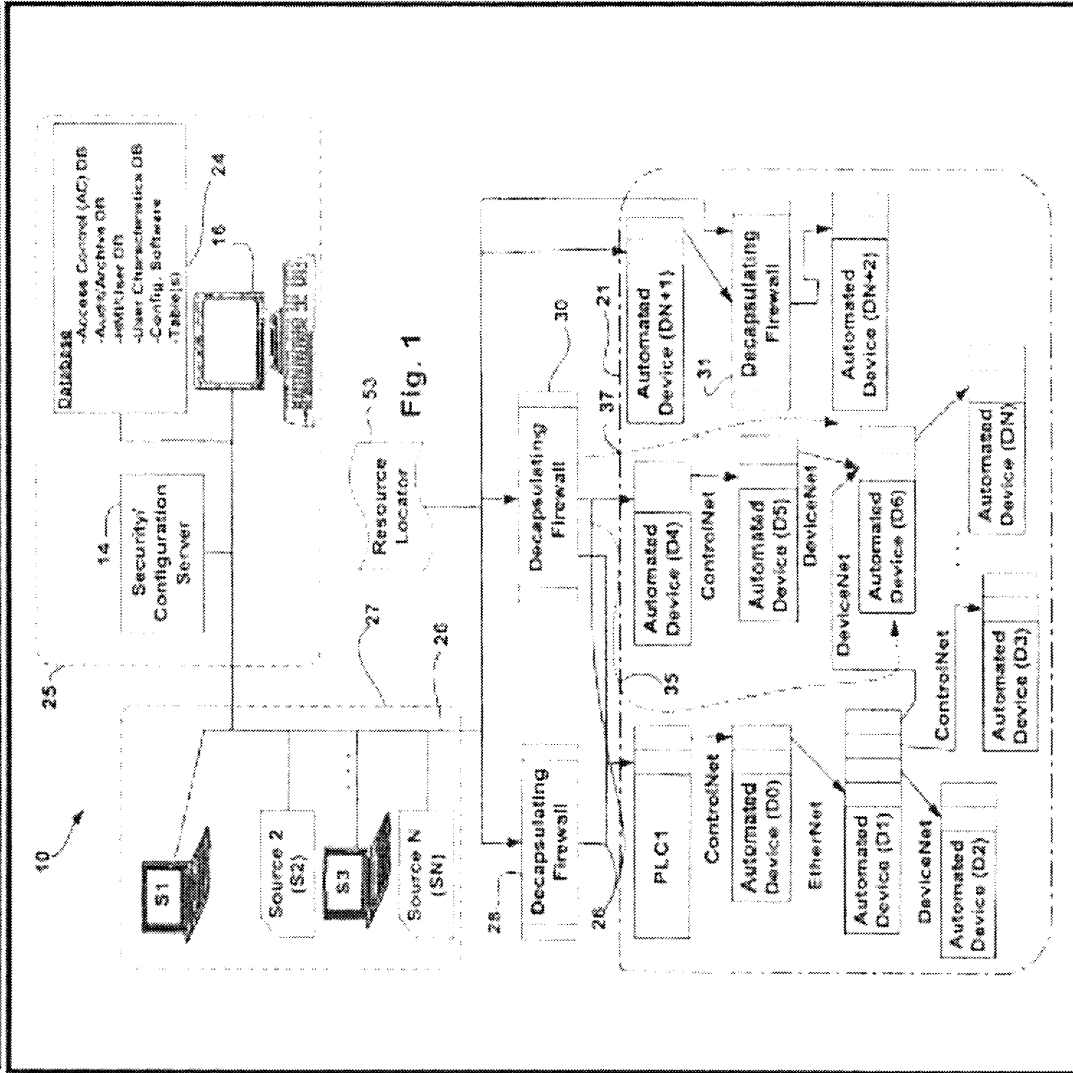 10
S1
Source 2
(S2)
S3
Source N
(SN)
27
26
25
14
Security/
Configuration
Server
Database
-Access Control (AC) DB
-Audit/Archive DB
-HMI/User DB
-User Characteristics DB
-Config. Software
-Table(s)
24
16
53
Resource
Locator
Fig. 1
Decapsulating
Firewall
30
Decapsulating
Firewall
35
37
21
PLC1
ControlNet
Automated
Device (D0)
EtherNet
Automated
Device (D1)
DeviceNet
Automated
Device (D2)
ControlNet
Automated
Device (D3)
Automated
Device (D4)
ControlNet
Automated
Device (D5)
DeviceNet
DeviceNet
Automated
Device (D6)
Automated
Device (DN)
Automated
Device (DN+1)
31
Decapsulating
Firewall
Automated
Device (DN+2)